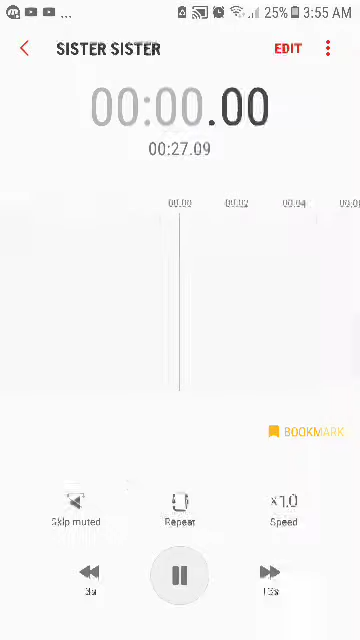 ... 25% 3:55 AM
SISTER SISTER EDIT
00:00.00
00:27.09
00:00 00:02 00:04
BOOKMARK
Skip muted Repeat ×1.0 Speed